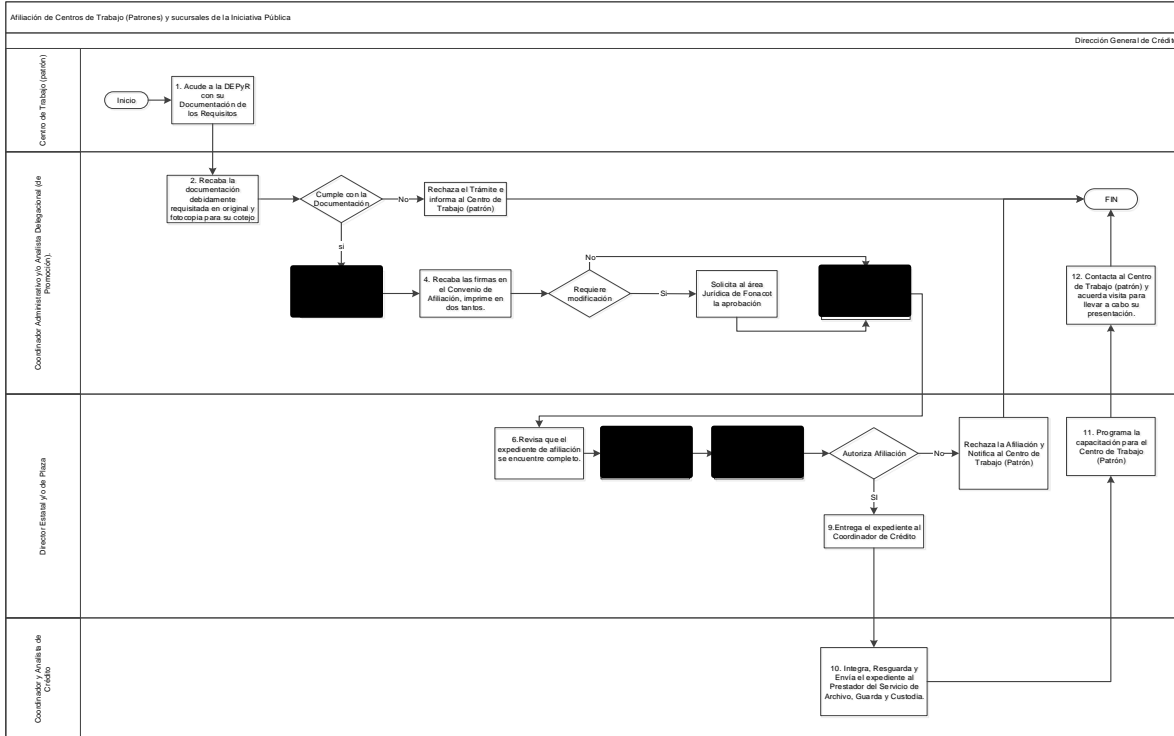 Afiliación de Centros de Trabajo (Patrones) y sucursales de la Iniciativa Pública
Dirección General de Crédito
Centro de Trabajo (patrón)
Inicio
1. Acude a la DEPyR
con su
Documentación de
los Requisitos
Coordinador Administrativo y/o Analista Delegacional (de
Promoción).
2. Recaba la
documentación
debidamente
requisitada en original y
fotocopia para su cotejo
Cumple con la
Documentación
No
Rechaza el Trámite e
informa al Centro de
Trabajo (patrón)
FIN
si
4. Recaba las firmas en
el Convenio de
Afiliación, imprime en
dos tantos.
Requiere
modificación
No
Si
Solicita al área
Jurídica de Fonacot
la aprobación
12. Contacta al Centro
de Trabajo (patrón) y
acuerda visita para
llevar a cabo su
presentación.
Director Estatal y/o de Plaza
6.Revisa que el
expediente de afiliación
se encuentre completo.
Autoriza Afiliación
No
Rechaza la Afiliación y
Notifica al Centro de
Trabajo (Patrón)
11. Programa la
capacitación para el
Centro de Trabajo
(Patrón)
SI
9.Entrega el expediente al
Coordinador de Crédito
Coordinador y Analista de
Crédito
10. Integra, Resguarda y
Envía el expediente al
Prestador del Servicio de
Archivo, Guarda y Custodia.